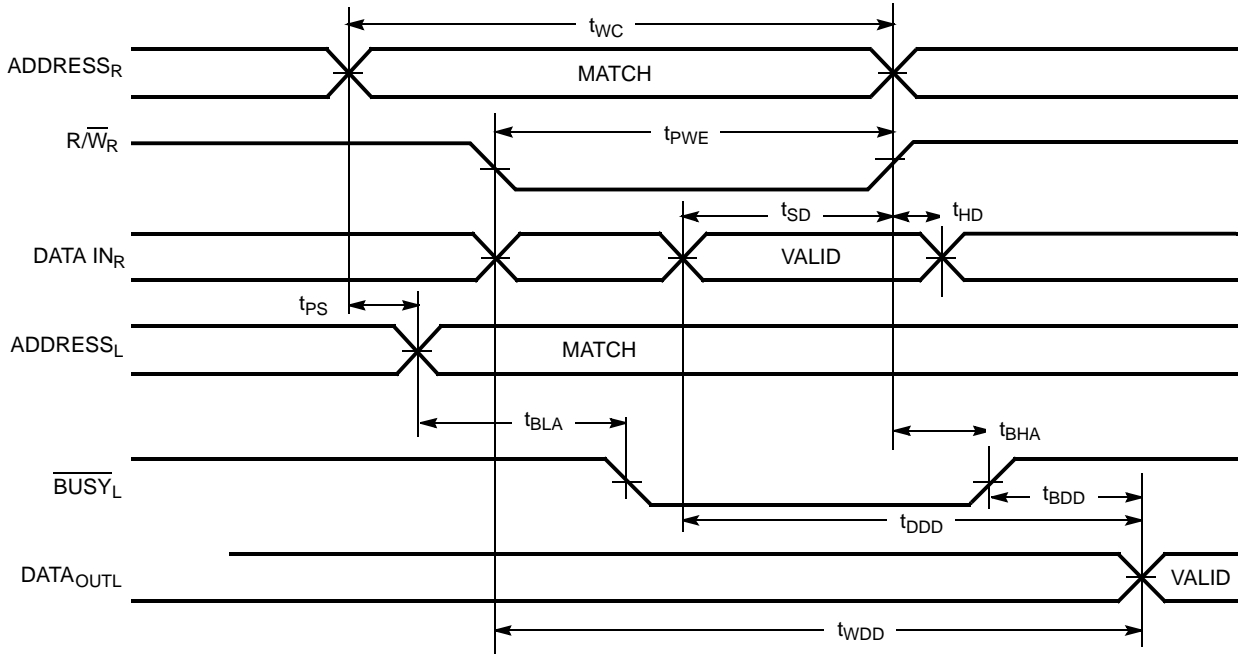 tWC
ADDRESSR
MATCH
R/W̅R
tPWE
tSD
tHD
DATA INR
VALID
tPS
ADDRESSL
MATCH
tBLA
tBHA
BUSYL
tBDD
tDDD
DATAOUTL
VALID
tWDD